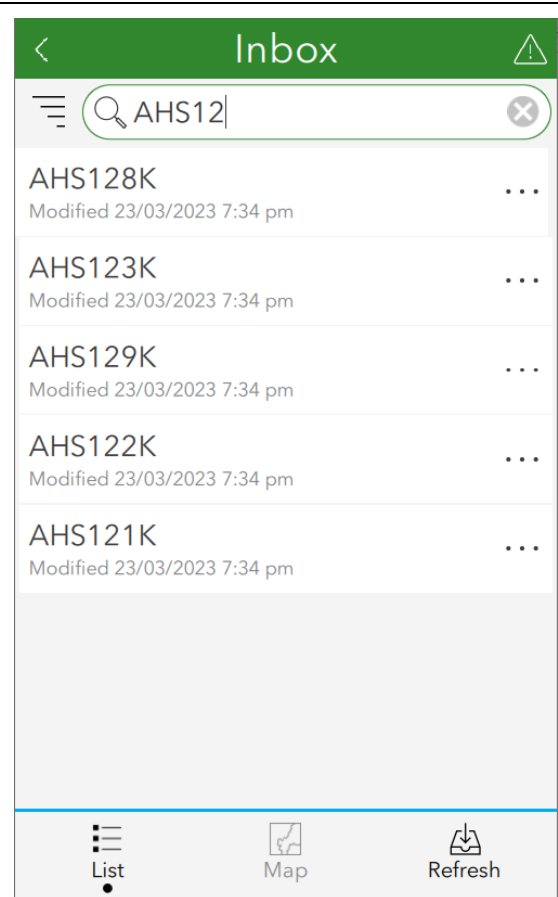 Inbox
AHS12
AHS128K
Modified 23/03/2023 7:34 pm
AHS123K
Modified 23/03/2023 7:34 pm
AHS129K
Modified 23/03/2023 7:34 pm
AHS122K
Modified 23/03/2023 7:34 pm
AHS121K
Modified 23/03/2023 7:34 pm
List Map Refresh